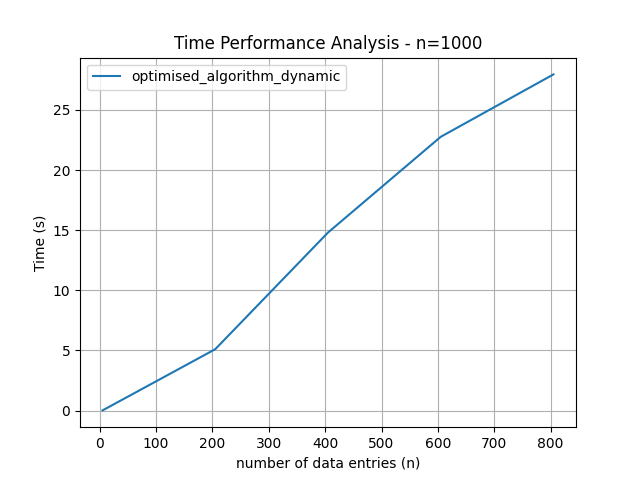 Time Performance Analysis - n=1000
optimised_algorithm_dynamic
25
20
15
10
5
0
Time (s)
0 100 200 300 400 500 600 700 800
number of data entries (n)